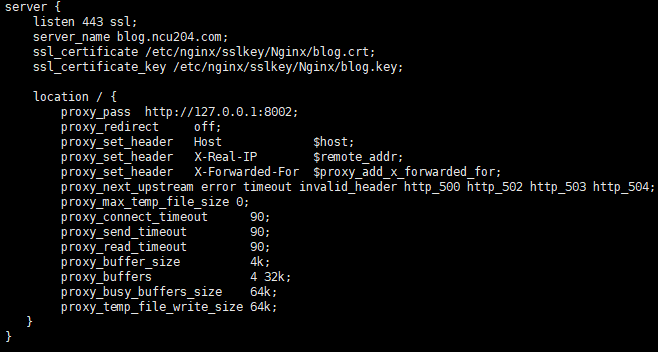 server {
    listen 443 ssl;
    server_name blog.ncu204.com;
    ssl_certificate /etc/nginx/sslkey/Nginx/blog.crt;
    ssl_certificate_key /etc/nginx/sslkey/Nginx/blog.key;

    location / {
        proxy_pass  http://127.0.0.1:8002;
        proxy_redirect     off;
        proxy_set_header   Host             $host;
        proxy_set_header   X-Real-IP        $remote_addr;
        proxy_set_header   X-Forwarded-For  $proxy_add_x_forwarded_for;
        proxy_next_upstream error timeout invalid_header http_500 http_502 http_503 http_504;
        proxy_max_temp_file_size 0;
        proxy_connect_timeout      90;
        proxy_send_timeout         90;
        proxy_read_timeout         90;
        proxy_buffer_size          4k;
        proxy_buffers              4 32k;
        proxy_busy_buffers_size    64k;
        proxy_temp_file_write_size 64k;
   }
}